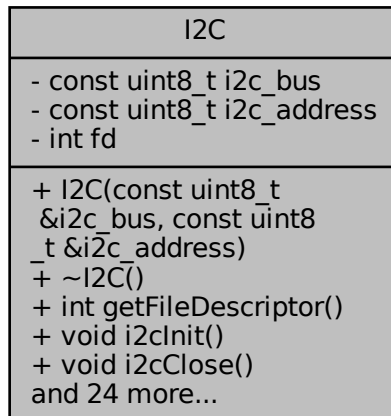 I2C
- const uint8_t i2c_bus
- const uint8_t i2c_address
- int fd
+ I2C(const uint8_t
&i2c_bus, const uint8
_t &i2c_address)
+ ~I2C()
+ int getFileDescriptor()
+ void i2cInit()
+ void i2cClose()
and 24 more...